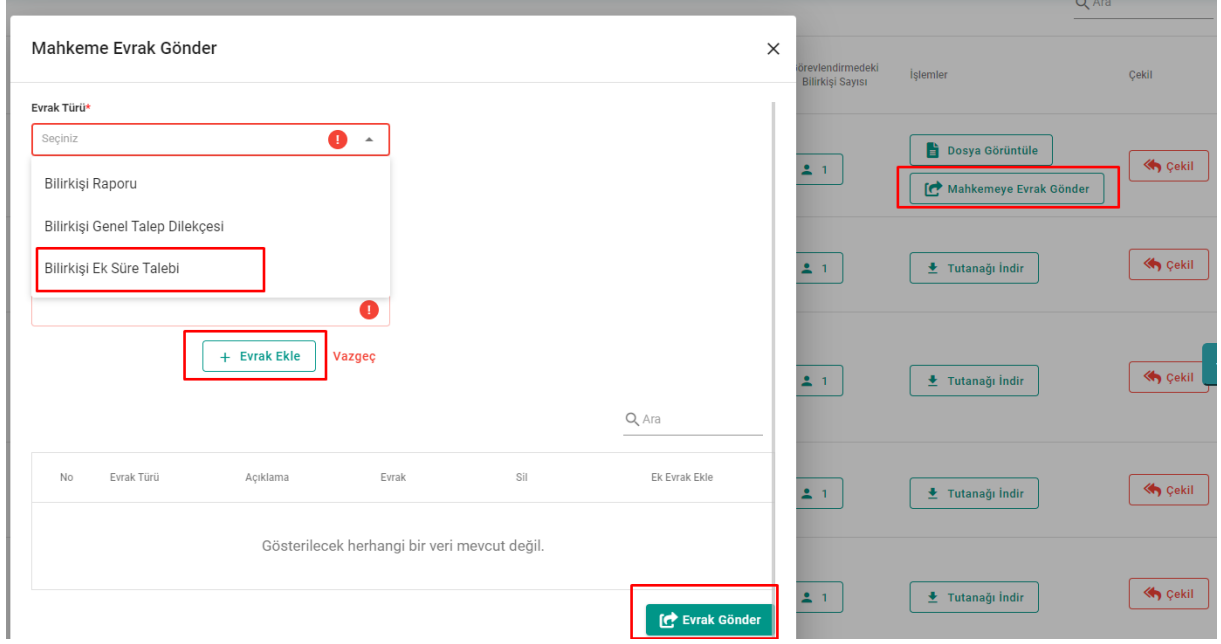 Ara
Mahkeme Evrak Gönder
Evrak Türü*
Seçiniz
Bilirkişi Raporu
Bilirkişi Genel Talep Dilekçesi
Bilirkişi Ek Süre Talebi
+ Evrak Ekle
Vazgeç
Ara
No Evrak Türü Açıklama Evrak Sil Ek Evrak Ekle
Gösterilecek herhangi bir veri mevcut değil.
Evrak Gönder
Bilirkişi Sayısı
İşlemler
Çekil
1
Dosya Görüntüle
Mahkemeye Evrak Gönder
Çekil
1
Tutanağı İndir
Çekil
1
Tutanağı İndir
Çekil
1
Tutanağı İndir
Çekil
1
Tutanağı İndir
Çekil